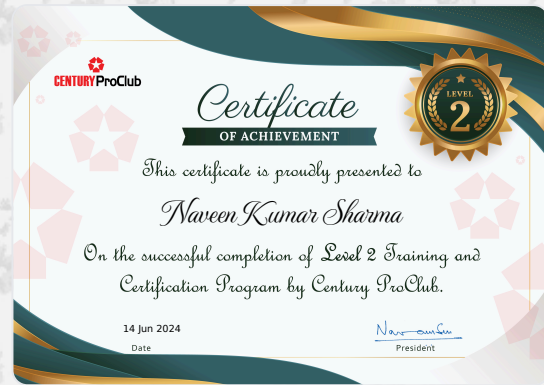 CENTURY ProClub
LEVEL
2
Certificate
OF ACHIEVEMENT
This certificate is proudly presented to
Naveen Kumar Sharma
On the successful completion of Level 2 Training and
Certification Program by Century ProClub.
14 Jun 2024
Date
President